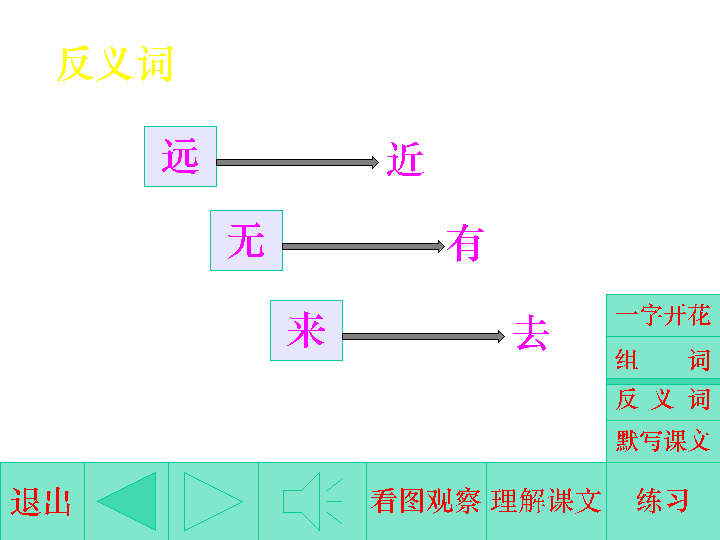 反义词
远 近
无 有
来 去
一字开花
组 词
反 义 词
默写课文
退出 看图观察 理解课文 练习